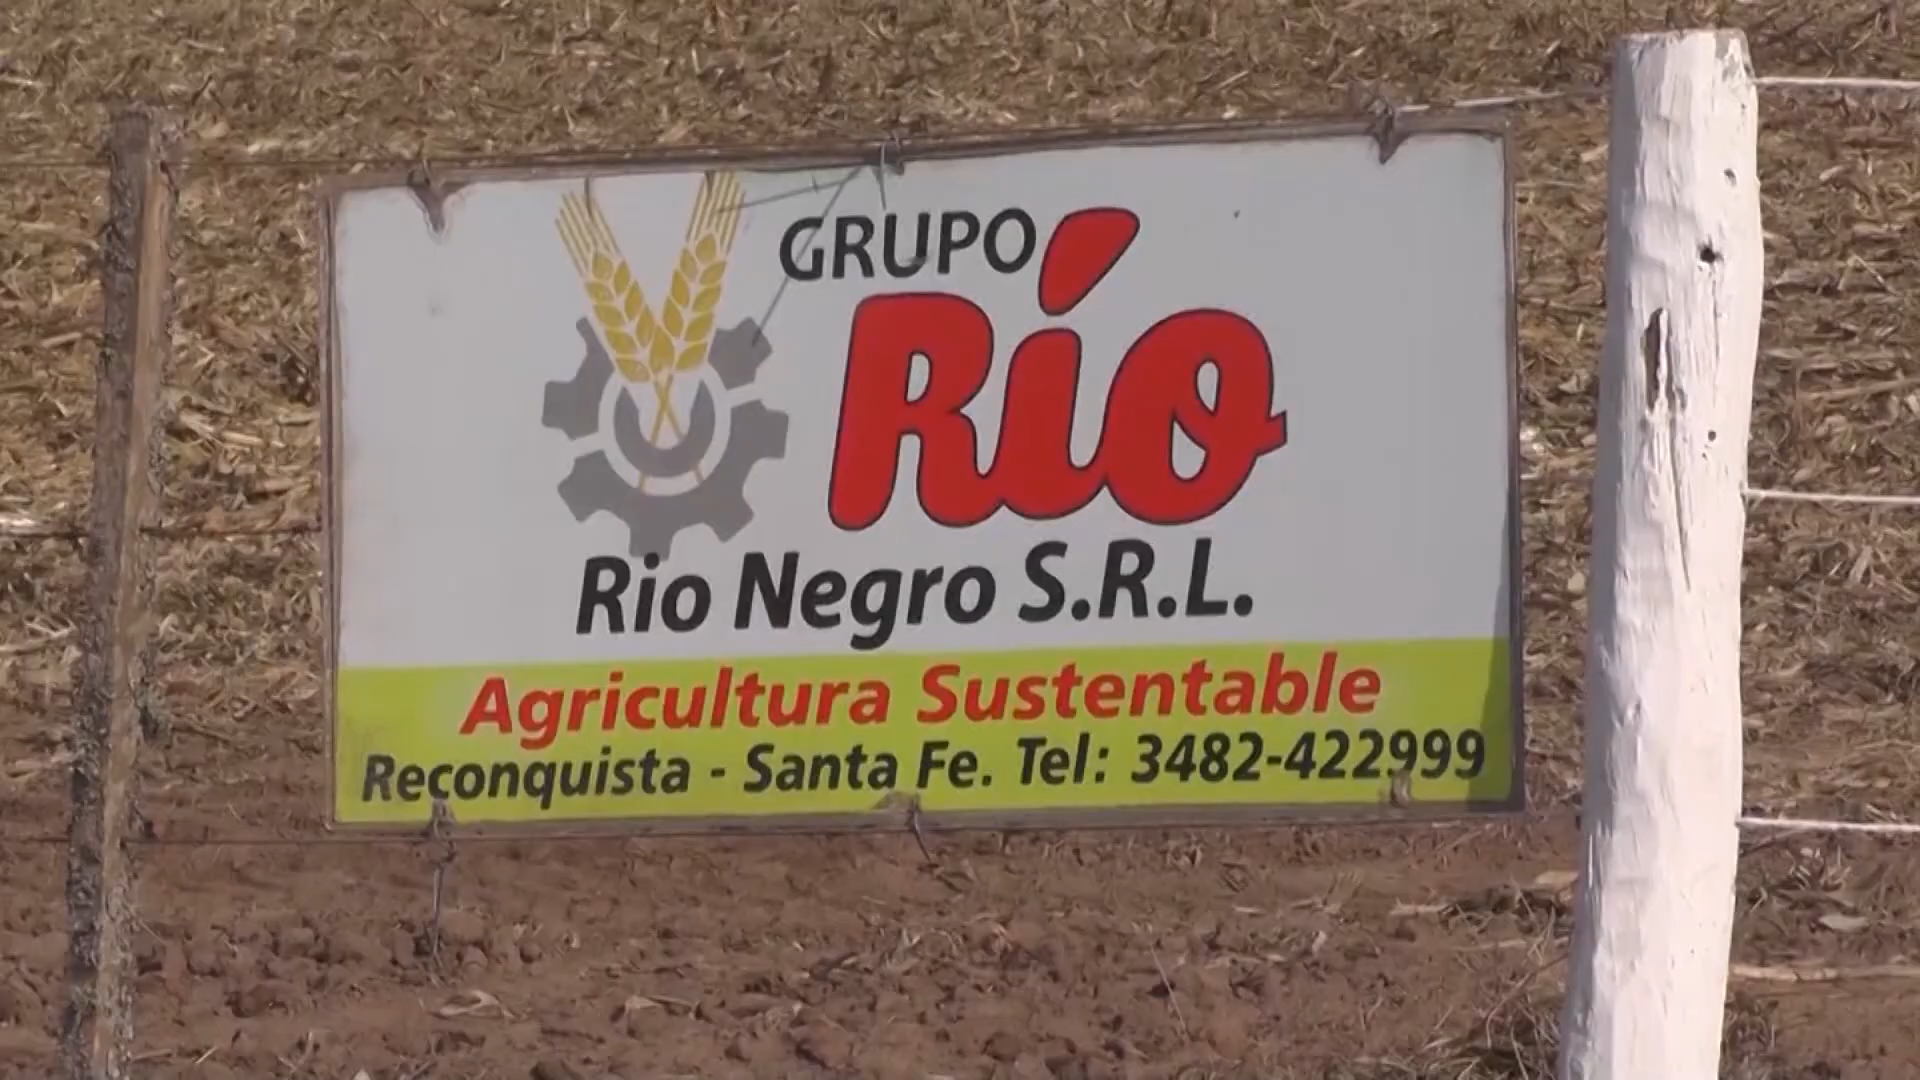 GRUPO
Río
Rio Negro S.R.L.
Agricultura Sustentable
Reconquista - Santa Fe. Tel: 3482-422999